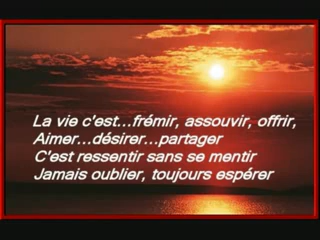 La vie c'est...frémir, assouvir, offrir,
Aimer...désirer...partager
C'est ressentir sans se mentir
Jamais oublier, toujours espérer